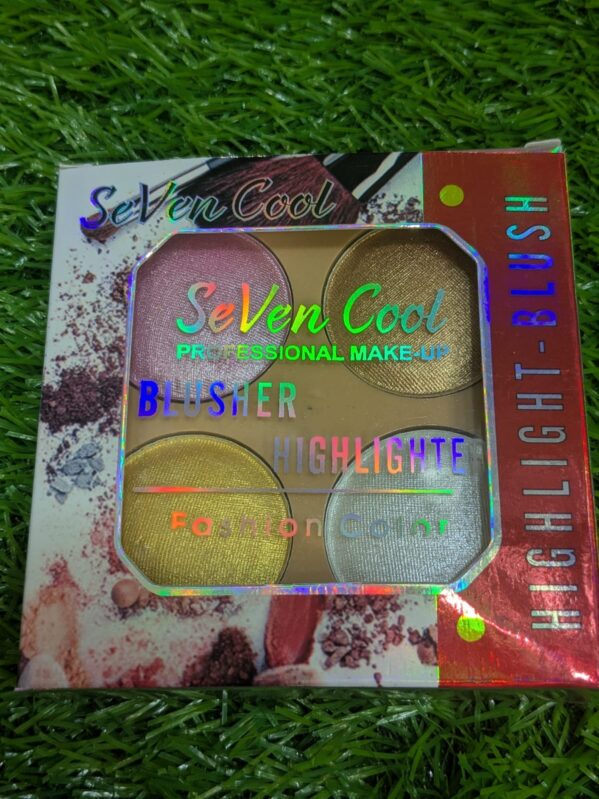 SeVen Cool
SeVen Cool
PROFESSIONAL MAKE-UP
BLUSHER
HIGHLIGHTE
Fashion Color
HIGHLIGHT-BLUSH